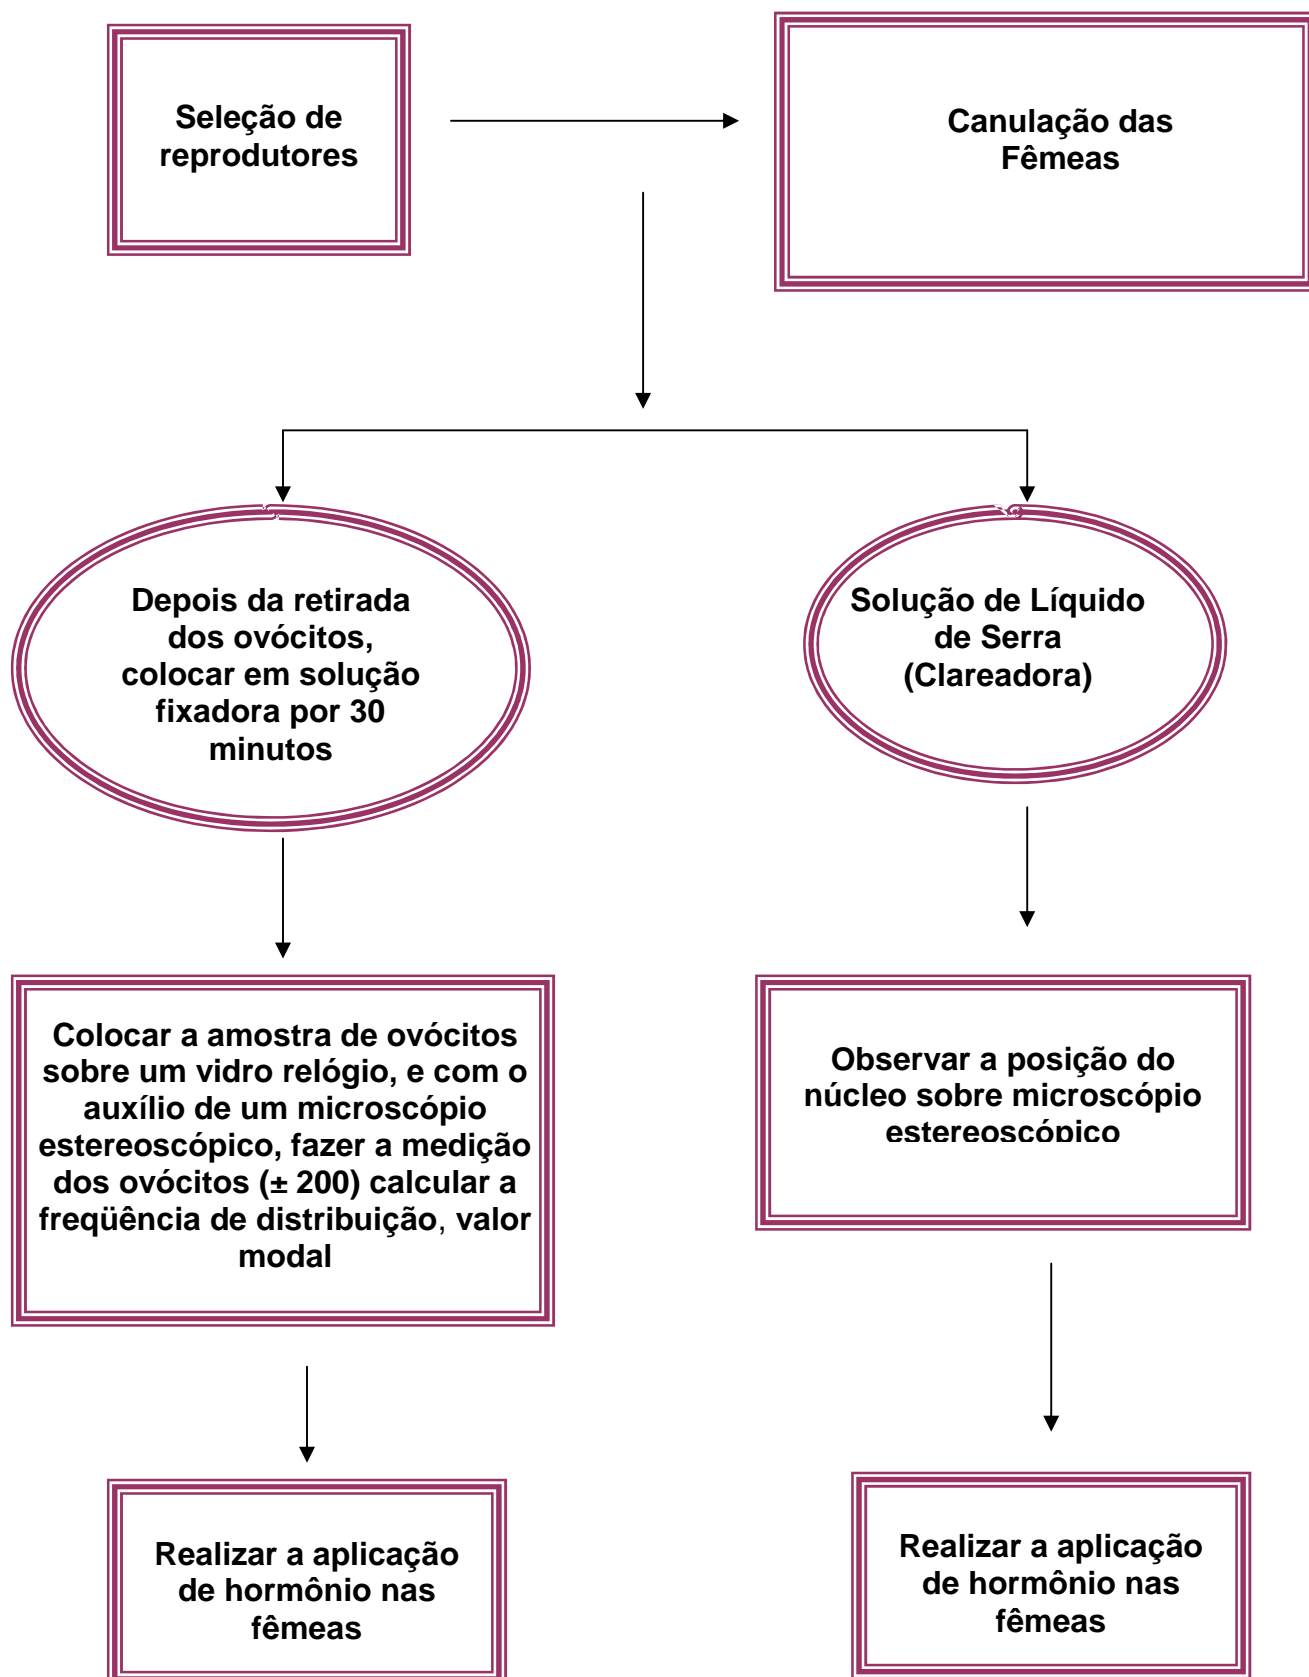 Seleção de
reprodutores
Canulação das
Fêmeas
Depois da retirada
dos ovócitos,
colocar em solução
fixadora por 30
minutos
Solução de Líquido
de Serra
(Clareadora)
Colocar a amostra de ovócitos
sobre um vidro relógio, e com o
auxílio de um microscópio
estereoscópico, fazer a medição
dos ovócitos (± 200) calcular a
freqüência de distribuição, valor
modal
Observar a posição do
núcleo sobre microscópio
estereoscópico
Realizar a aplicação
de hormônio nas
fêmeas
Realizar a aplicação
de hormônio nas
fêmeas